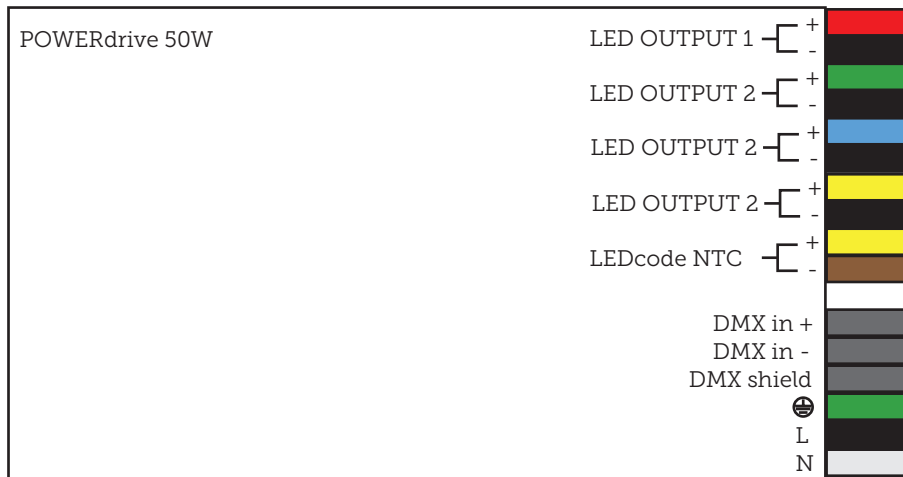 POWERdrive 50W
LED OUTPUT 1 +
-
LED OUTPUT 2 +
-
LED OUTPUT 2 +
-
LED OUTPUT 2 +
-
LEDcode NTC +
-
DMX in +
DMX in -
DMX shield
L
N